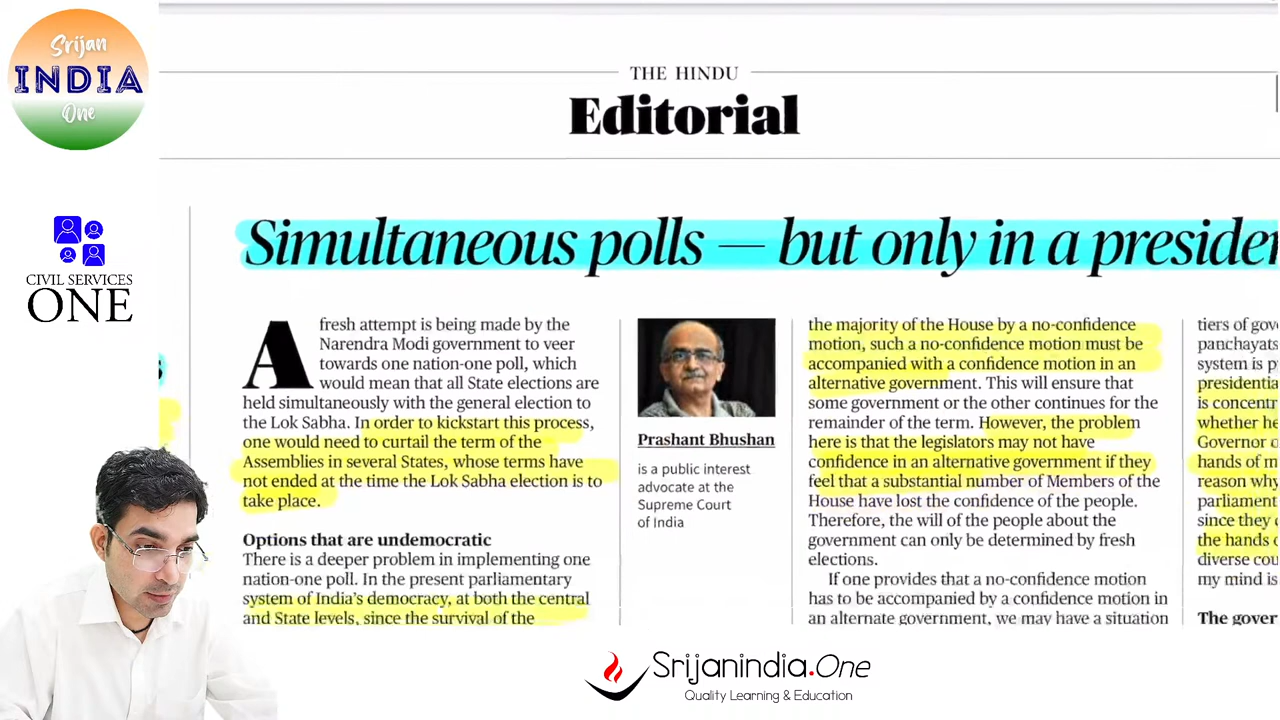 Srijan
INDIA
One
CIVIL SERVICES
ONE
THE HINDU
Editorial
Simultaneous polls — but only in a presiden
A fresh attempt is being made by the
Narendra Modi government to veer
towards one nation-one poll, which
would mean that all State elections are
held simultaneously with the general election to
the Lok Sabha. In order to kickstart this process,
one would need to curtail the term of the
Assemblies in several States, whose terms have
not ended at the time the Lok Sabha election is to
take place.
Options that are undemocratic
There is a deeper problem in implementing one
nation-one poll. In the present parliamentary
system of India's democracy, at both the central
and State levels, since the survival of the
Prashant Bhushan
is a public interest
advocate at the
Supreme Court
of India
the majority of the House by a no-confidence
motion, such a no-confidence motion must be
accompanied with a confidence motion in an
alternative government. This will ensure that
some government or the other continues for the
remainder of the term. However, the problem
here is that the legislators may not have
confidence in an alternative government if they
feel that a substantial number of Members of the
House have lost the confidence of the people.
Therefore, the will of the people about the
government can only be determined by fresh
elections.
If one provides that a no-confidence motion
has to be accompanied by a confidence motion in
an alternate government, we may have a situation
tiers of gov
panchayats
system is p
presidentia
is concentr
whether he
Governor o
hands of m
reason why
parliament
since they c
the hands o
diverse cou
my mind is
The gover
Srijanindia.One
Quality Learning & Education